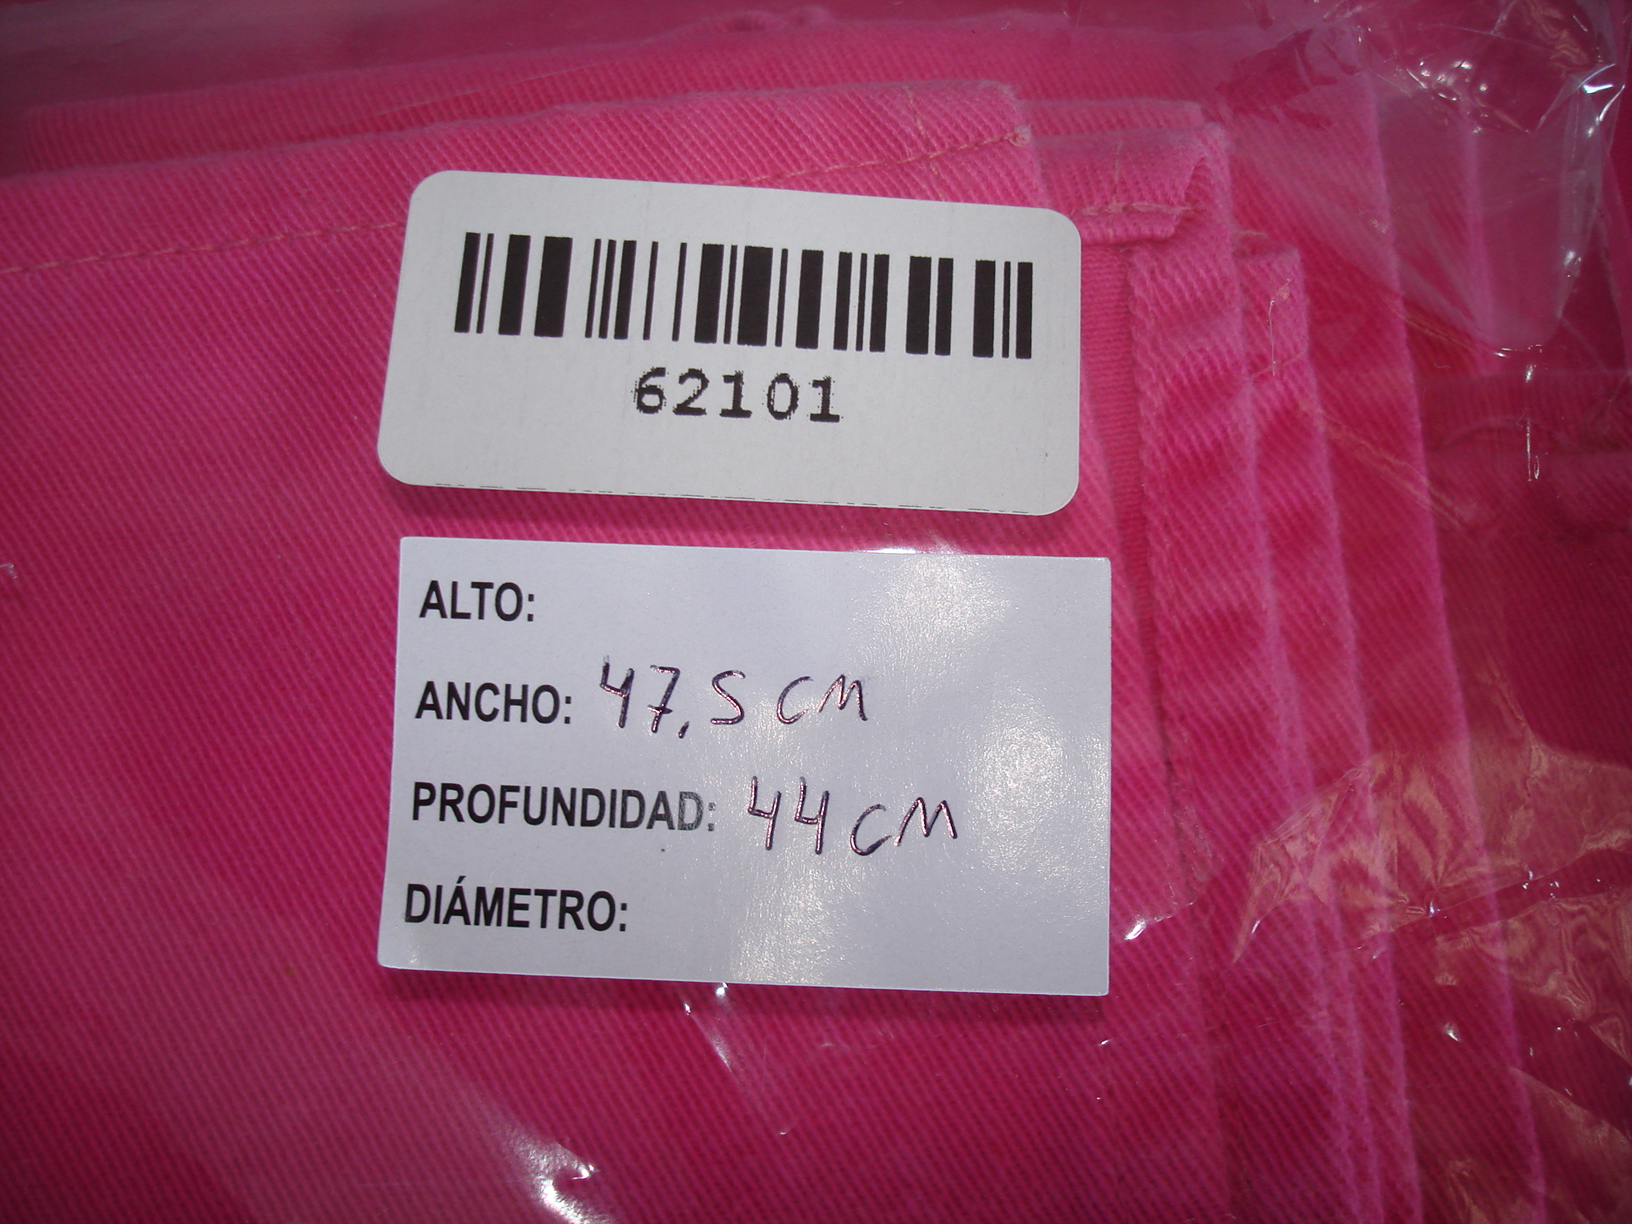 62101
ALTO:
ANCHO: 47,5 CM
PROFUNDIDAD: 44 CM
DIÁMETRO: